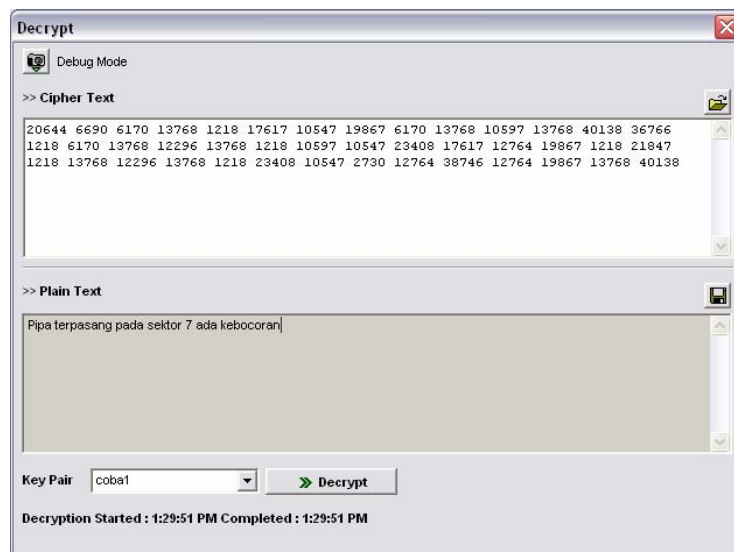 Decrypt
Debug Mode
>> Cipher Text
20644 6690 6170 13768 1218 17617 10547 19867 6170 13768 10597 13768 40138 36766
1218 6170 13768 12296 13768 1218 10597 10547 23408 17617 12764 19867 1218 21847
1218 13768 12296 13768 1218 23408 10547 2730 12764 38746 12764 19867 13768 40138
>> Plain Text
Pipa terpasang pada sektor 7 ada kebocoran
Key Pair coba1 >> Decrypt
Decryption Started : 1:29:51 PM Completed : 1:29:51 PM